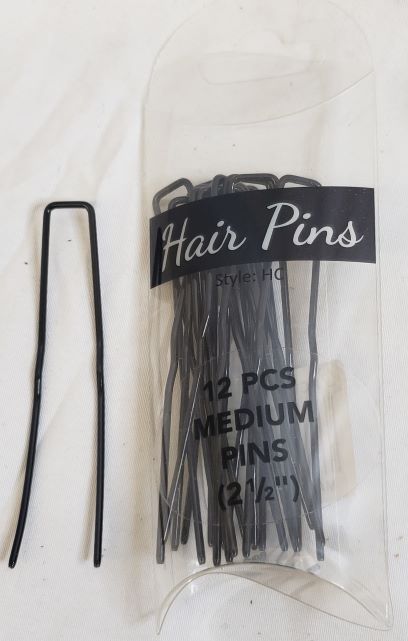 Hair Pins
Style: HC
12 PCS
MEDIUM
PINS
(2 ½")